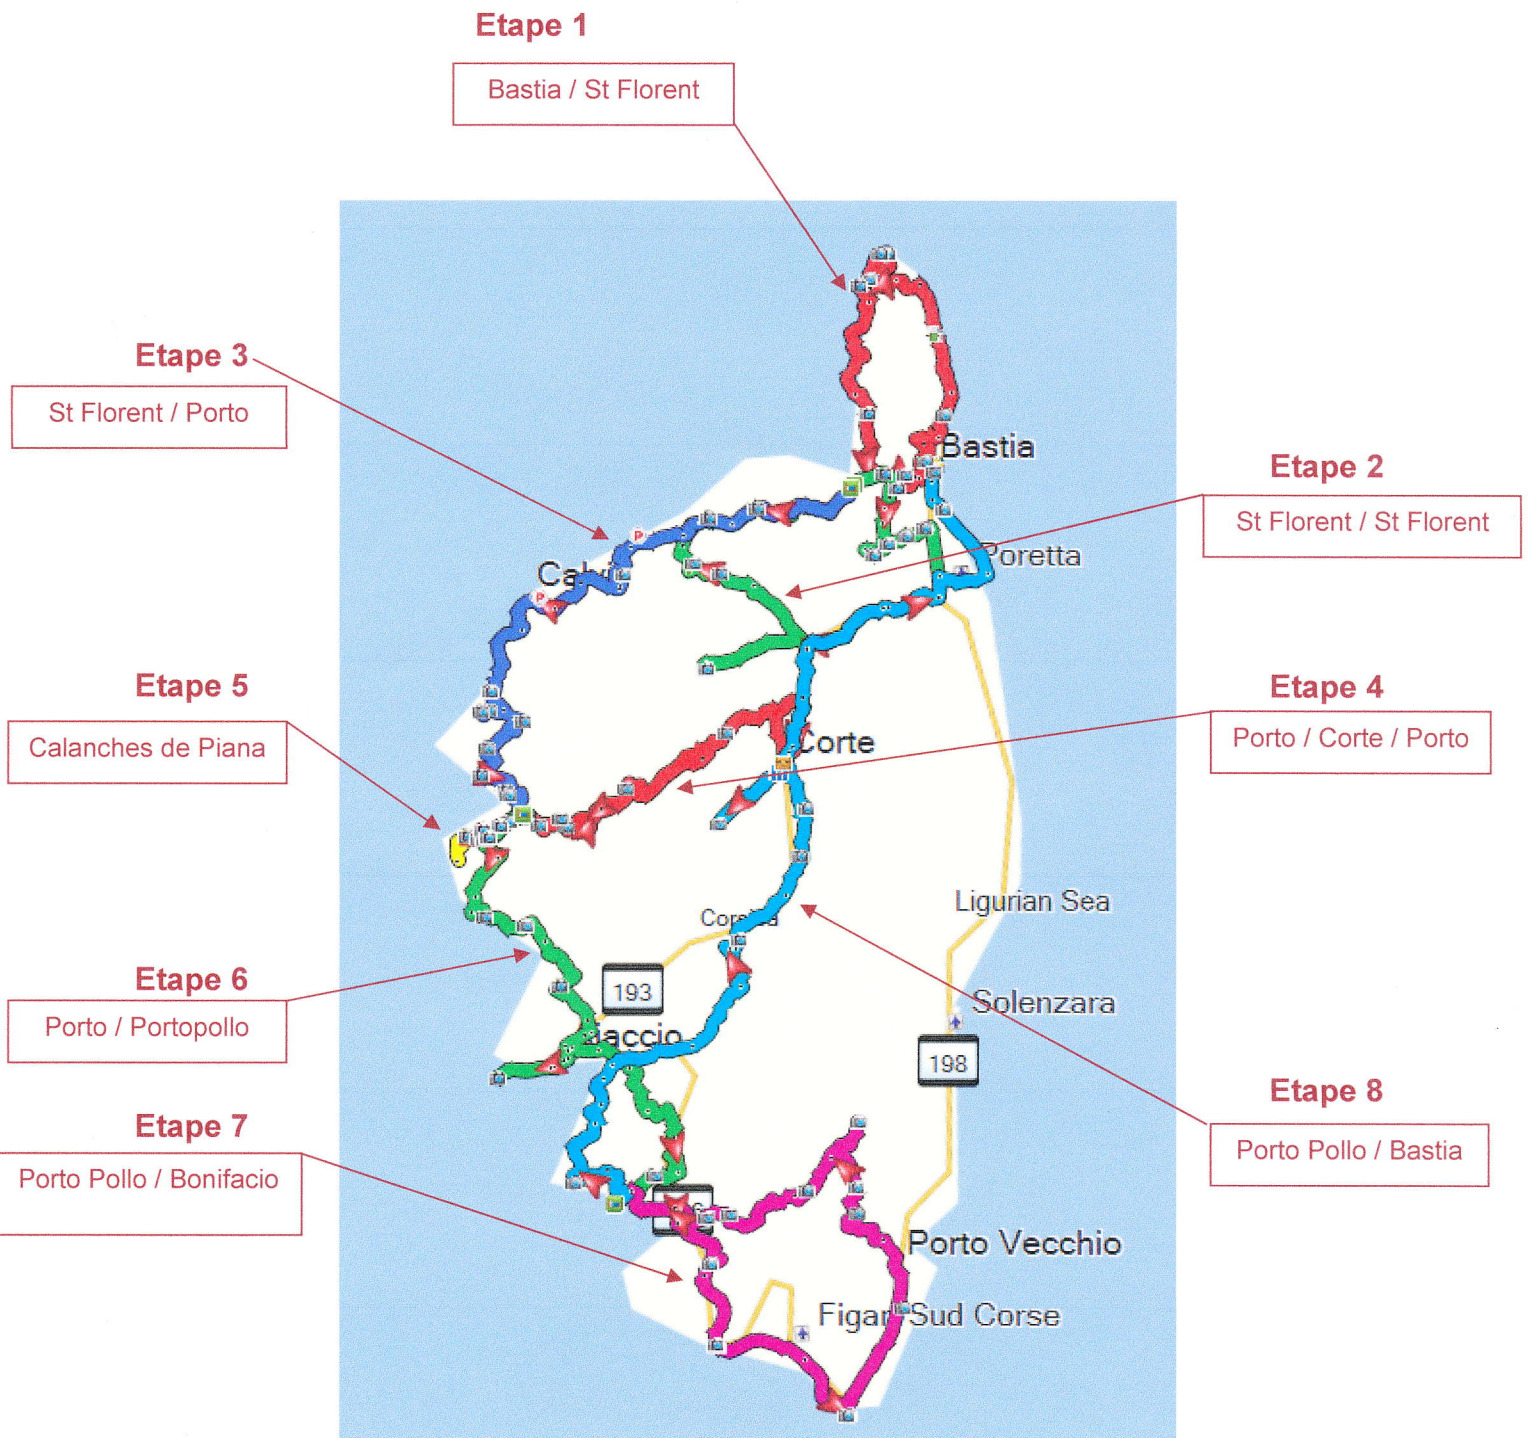 Etape 1
Bastia / St Florent
Etape 3
St Florent / Porto
Bastia
Etape 2
St Florent / St Florent
Poretta
Etape 5
Calanches de Piana
Etape 4
Porto / Corte / Porto
Corte
Ligurian Sea
Etape 6
Porto / Portopollo
193
Solenzara
198
Etape 7
Porto Pollo / Bonifacio
Etape 8
Porto Pollo / Bastia
Porto Vecchio
Figari Sud Corse
P
P